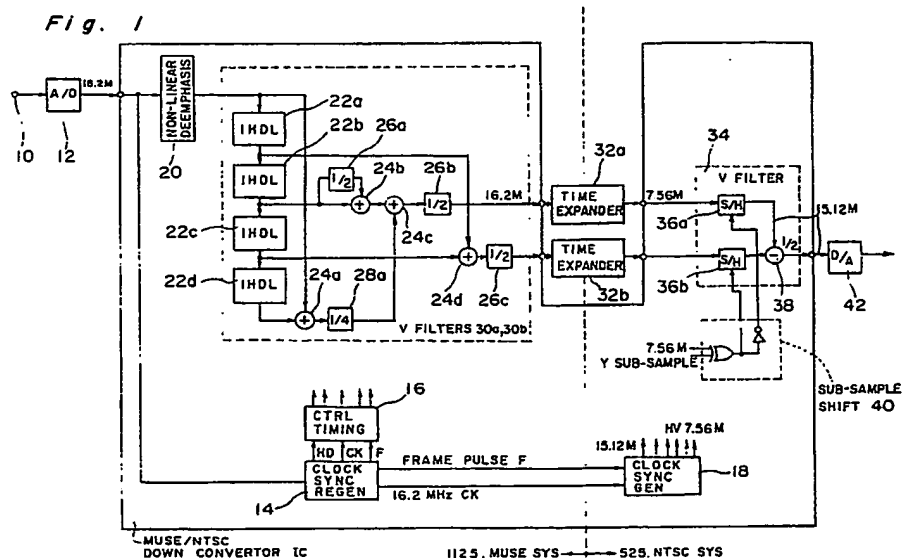 Fig. 1
A/D
16.2M
10
12
NON-LINEAR
DEEMPHASIS
20
1HDL
22a
1HDL
22b
1HDL
22c
1HDL
22d
26a
1/2
24b
26b
1/2
24c
16.2M
24a
28a
1/4
24d
1/2
26c
V FILTERS 30a,30b
32a
TIME
EXPANDER
7.56M
TIME
EXPANDER
32b
34
V FILTER
S/H
36a
15.12M
S/H
36b
1/2
38
15.12M
D/A
42
7.56M
Y SUB-SAMPLE
SUB-SAMPLE
SHIFT 40
16
CTRL
TIMING
HD CK F
CLOCK
SYNC
REGEN
14
FRAME PULSE F
16.2 MHz CK
HV 7.56M
15.12M
CLOCK
SYNC
GEN
18
MUSE/NTSC
DOWN CONVERTOR IC
1125, MUSE SYS
525, NTSC SYS